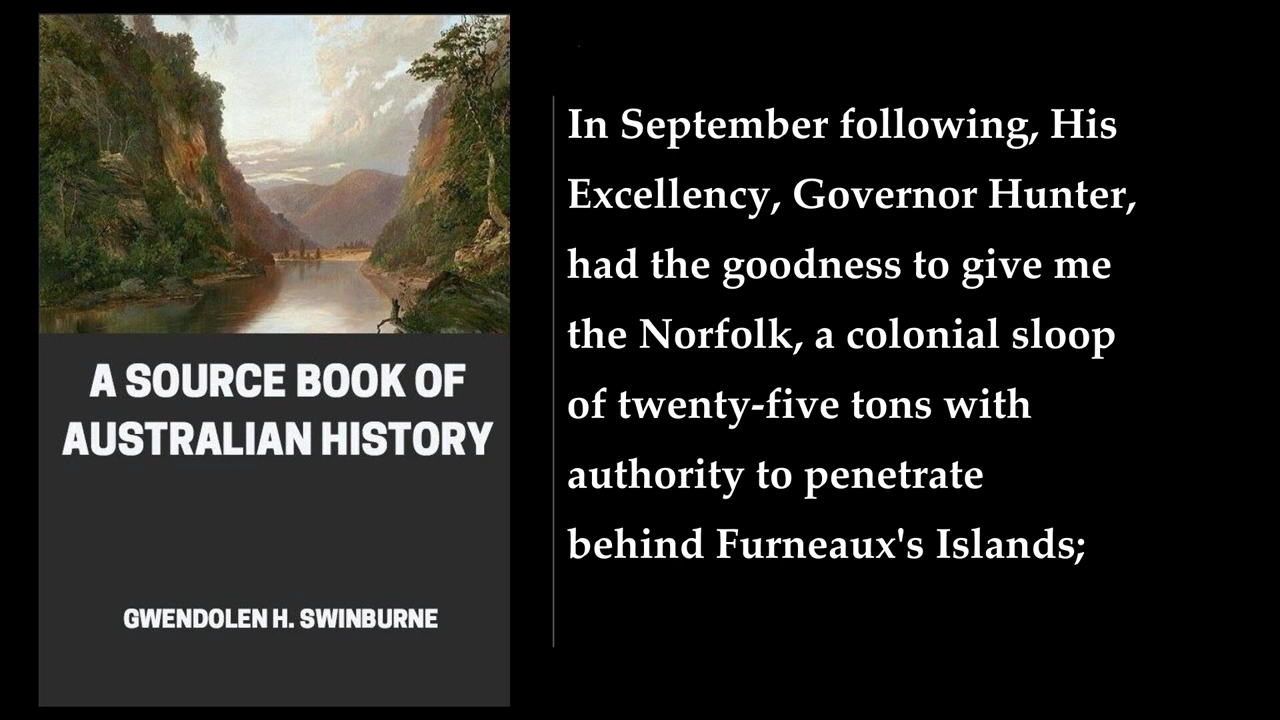 A SOURCE BOOK OF
AUSTRALIAN HISTORY
GWENDOLEN H. SWINBURNE
In September following, His
Excellency, Governor Hunter,
had the goodness to give me
the Norfolk, a colonial sloop
of twenty-five tons with
authority to penetrate
behind Furneaux's Islands;